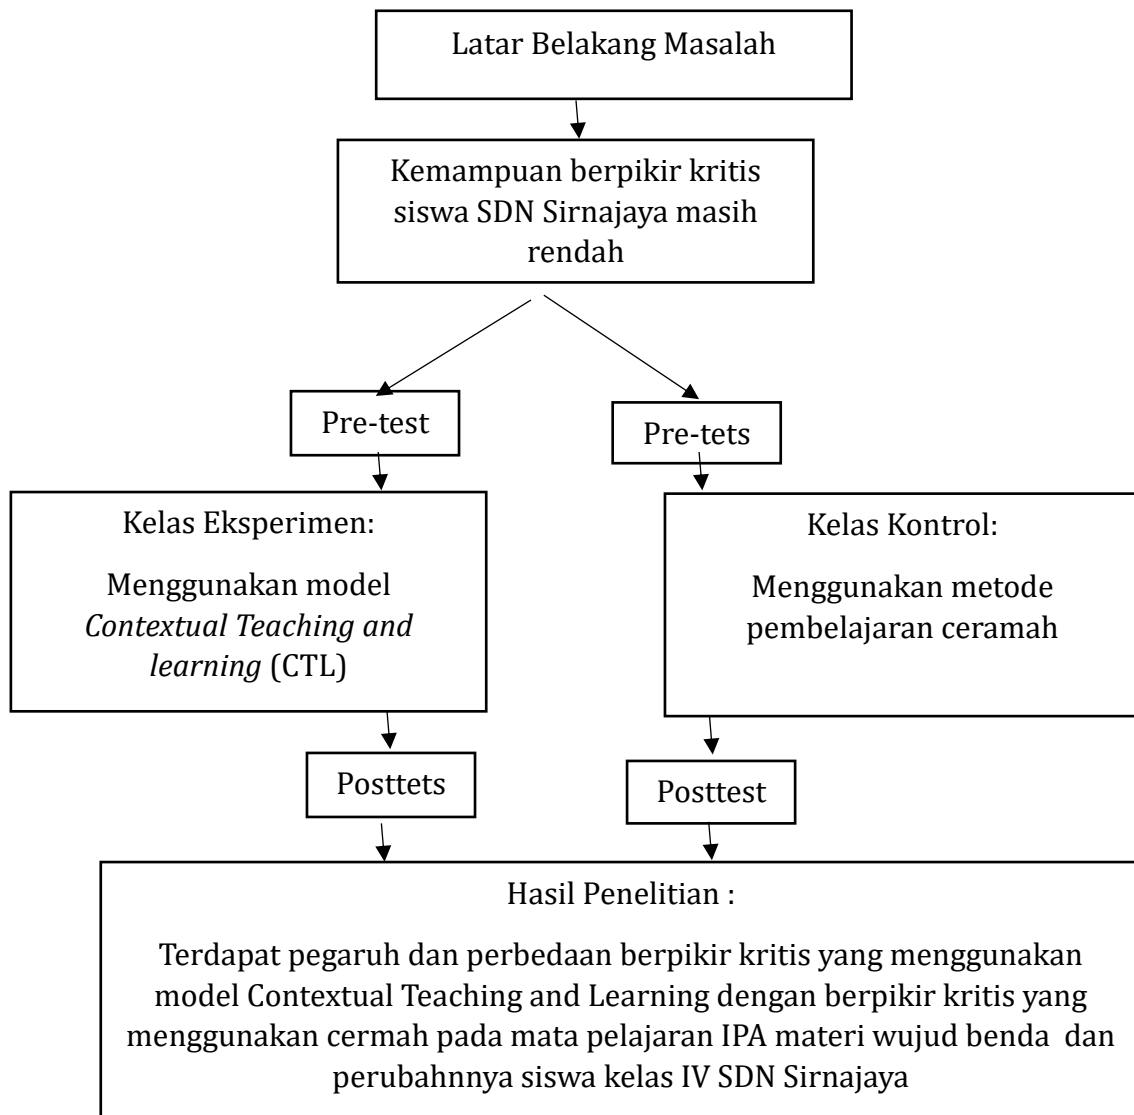 Latar Belakang Masalah
Kemampuan berpikir kritis
siswa SDN Sirnajaya masih
rendah
Pre-test
Pre-tets
Kelas Eksperimen:
Menggunakan model
Contextual Teaching and
learning (CTL)
Kelas Kontrol:
Menggunakan metode
pembelajaran ceramah
Posttets
Posttest
Hasil Penelitian :
Terdapat pegaruh dan perbedaan berpikir kritis yang menggunakan
model Contextual Teaching and Learning dengan berpikir kritis yang
menggunakan cermah pada mata pelajaran IPA materi wujud benda  dan
perubahnnya siswa kelas IV SDN Sirnajaya